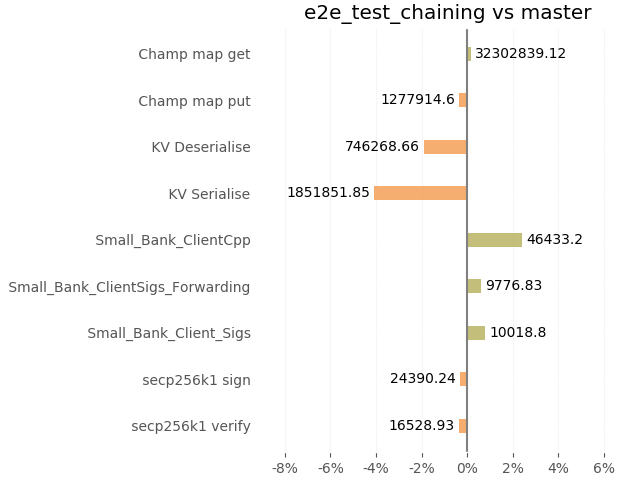 e2e_test_chaining vs master
Champ map get 32302839.12
Champ map put 1277914.6
KV Deserialise 746268.66
KV Serialise 1851851.85
Small_Bank_ClientCpp 46433.2
Small_Bank_ClientSigs_Forwarding 9776.83
Small_Bank_Client_Sigs 10018.8
secp256k1 sign 24390.24
secp256k1 verify 16528.93
-8% -6% -4% -2% 0% 2% 4% 6%